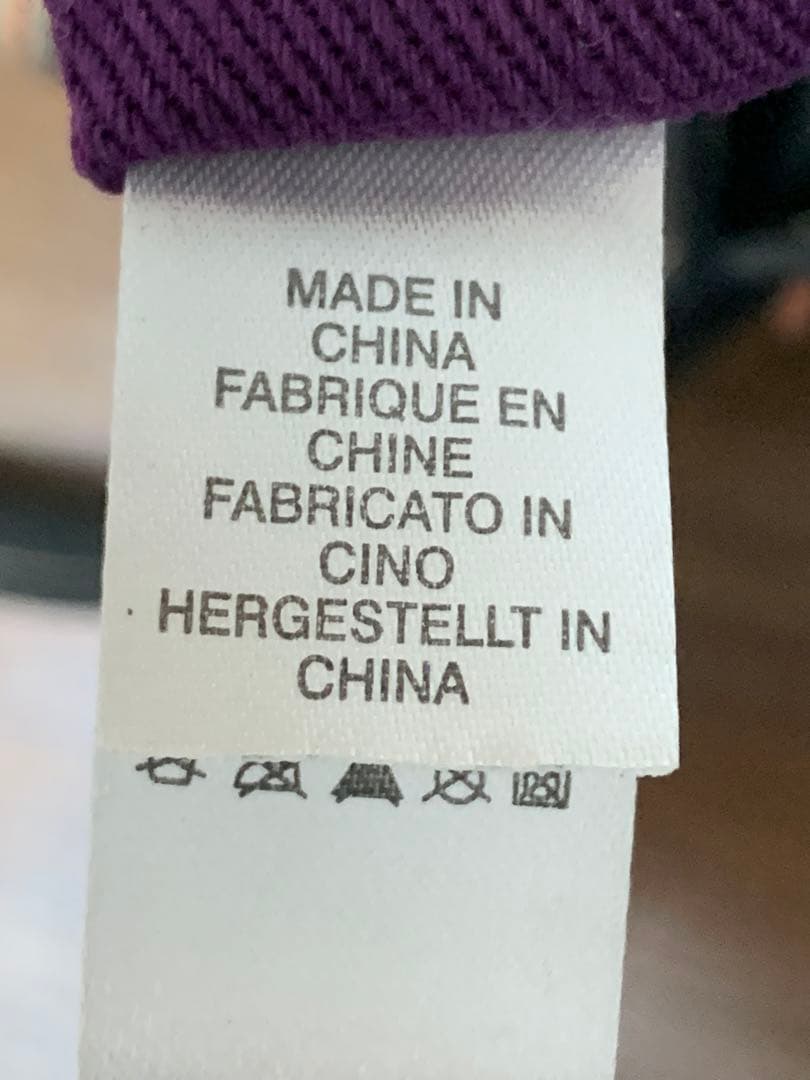 MADE IN
CHINA
FABRIQUE EN
CHINE
FABRICATO IN
CINO
HERGESTELLT IN
CHINA